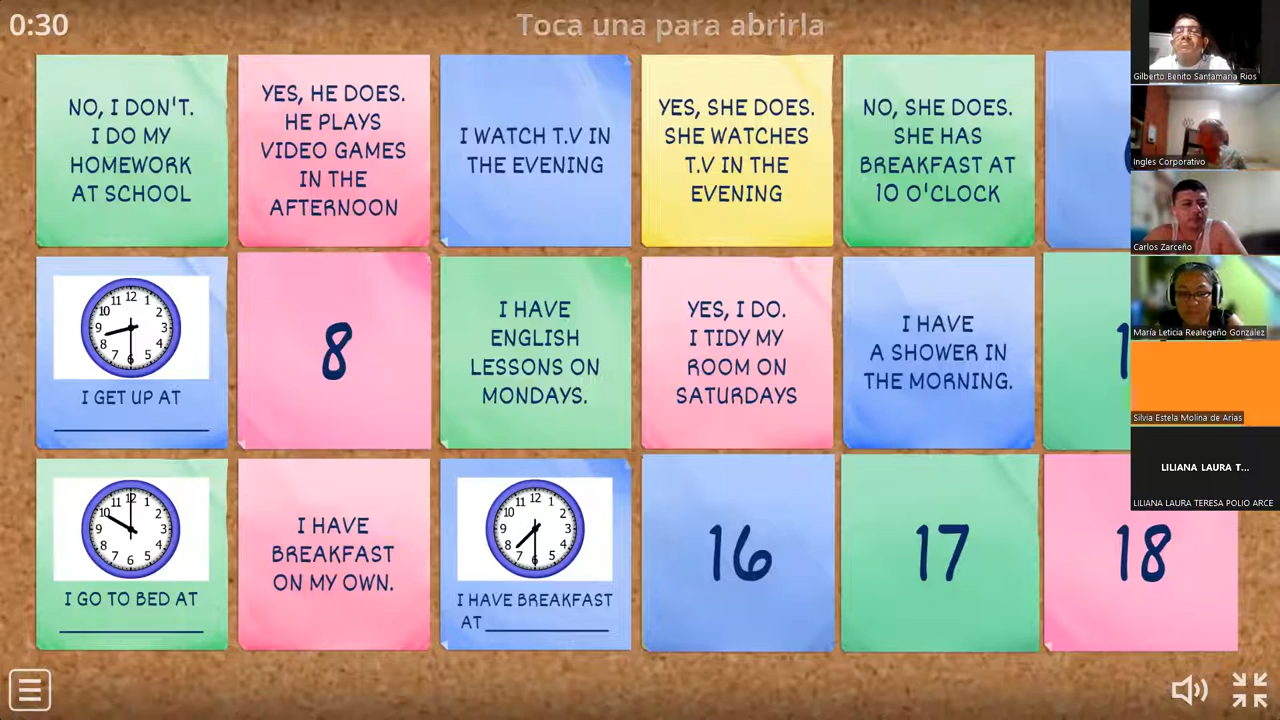 0:30
Toca una para abrirla
NO, I DON'T.
I DO MY
HOMEWORK
AT SCHOOL
YES, HE DOES.
HE PLAYS
VIDEO GAMES
IN THE
AFTERNOON
I WATCH T.V IN
THE EVENING
YES, SHE DOES.
SHE WATCHES
T.V IN THE
EVENING
NO, SHE DOES.
SHE HAS
BREAKFAST AT
10 O'CLOCK
I GET UP AT
8
I HAVE
ENGLISH
LESSONS ON
MONDAYS.
YES, I DO.
I TIDY MY
ROOM ON
SATURDAYS
I HAVE
A SHOWER IN
THE MORNING.
I GO TO BED AT
I HAVE
BREAKFAST
ON MY OWN.
I HAVE BREAKFAST
AT
16
17
18
Gilberto Benito Santamaria Rios
Ingles Corporativo
Carlos Zarceño
María Leticia Realegeño González
Silvia Estela Molina de Arias
LILIANA LAURA T...
LILIANA LAURA TERESA POLIO ARCE